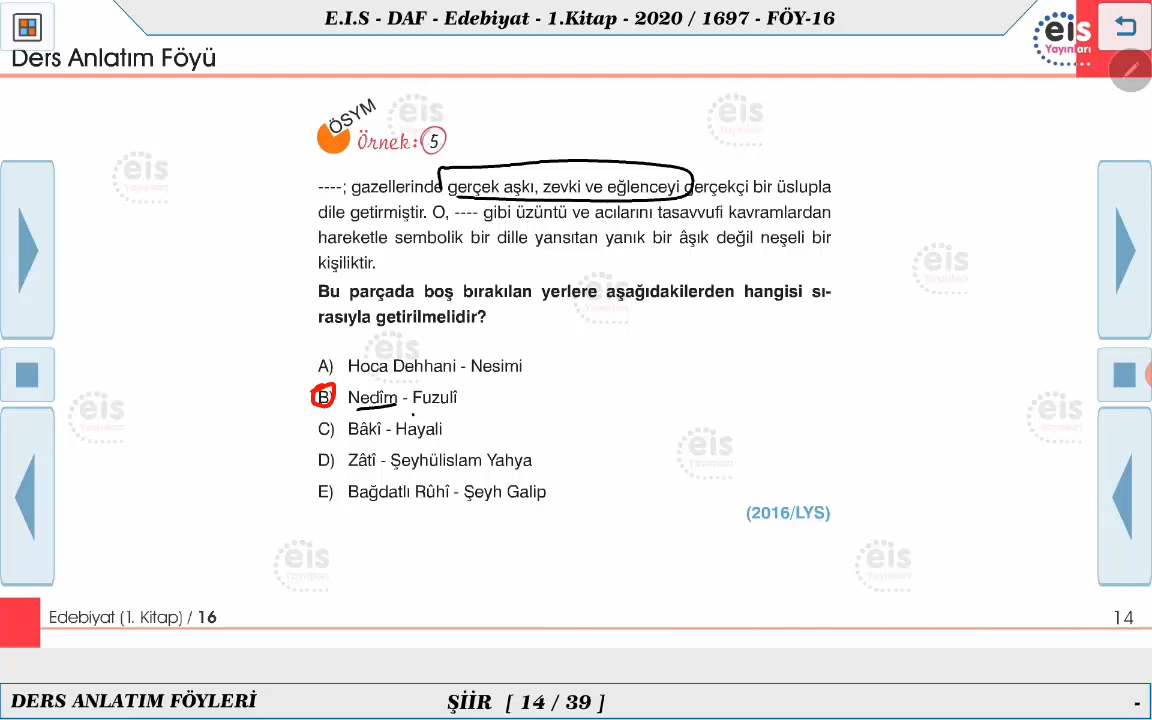 E.I.S - DAF - Edebiyat - 1.Kitap - 2020 / 1697 - FÖY-16
Ders Anlatım Föyü
eis
Yayınları
ÖSYM
Örnek: 5
----; gazellerinde gerçek aşkı, zevki ve eğlenceyi gerçekçi bir üslupla
dile getirmiştir. O, ---- gibi üzüntü ve acılarını tasavvufi kavramlardan
hareketle sembolik bir dille yansıtan yanık bir âşık değil neşeli bir
kişiliktir.
Bu parçada boş bırakılan yerlere aşağıdakilerden hangisi sı-
rasıyla getirilmelidir?
A) Hoca Dehhani - Nesimi
B) Nedîm - Fuzulî
C) Bâkî - Hayali
D) Zâtî - Şeyhülislam Yahya
E) Bağdatlı Rûhî - Şeyh Galip
(2016/LYS)
Edebiyat (1. Kitap) / 16
14
DERS ANLATIM FÖYLERİ
ŞİİR [ 14 / 39 ]
-